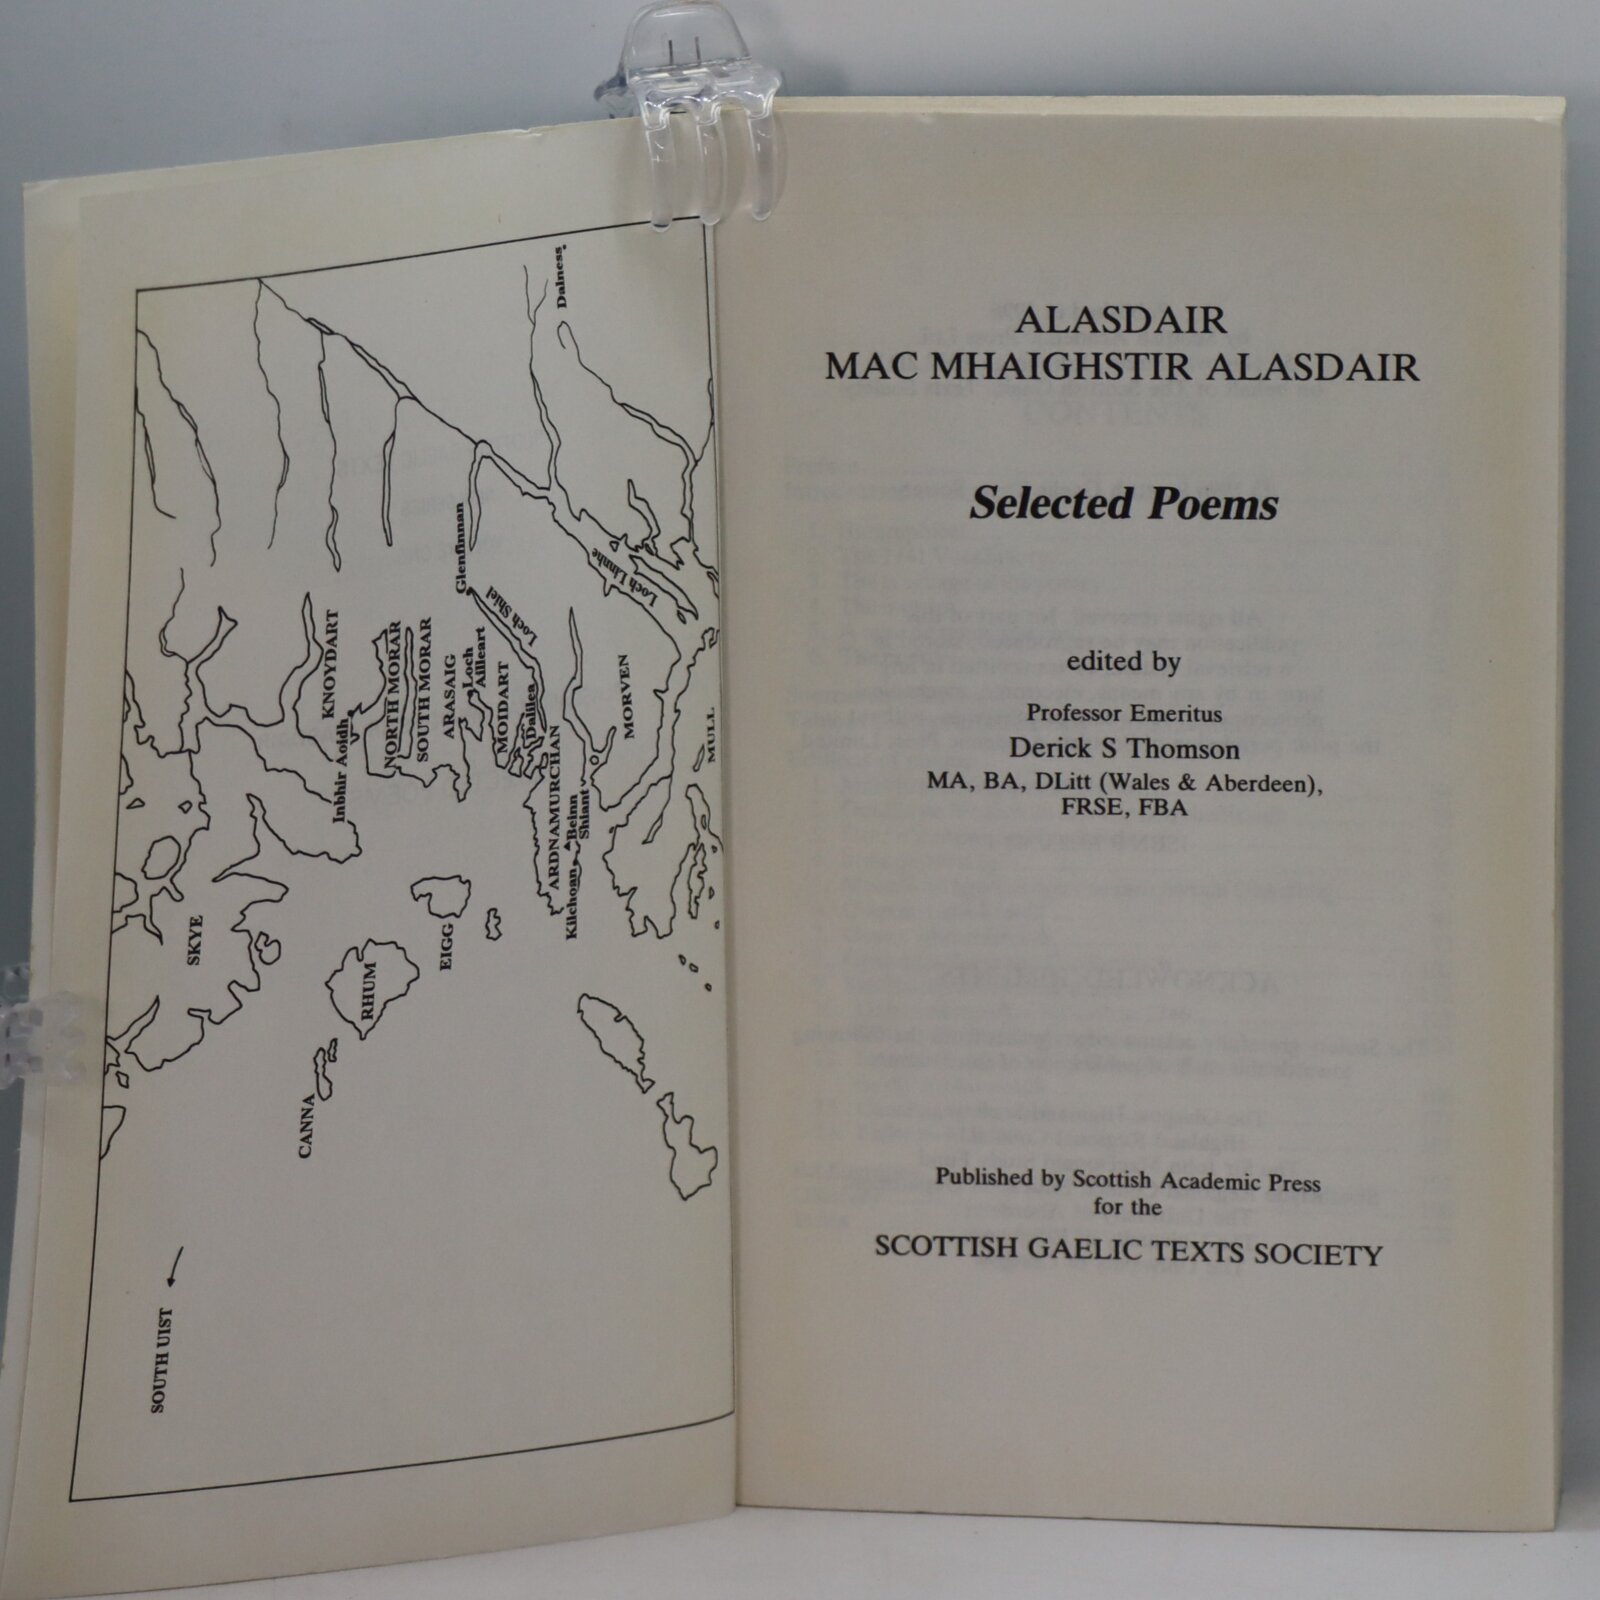 Dalness
Glenfinnan
Loch Linnhe
Loch Shiel
KNOYDART
Inbhir Aoidh
NORTH MORAR
SOUTH MORAR
ARASAIG
Loch
Ailleart
MOIDART
Dalilea
ARDNAMURCHAN
MORVEN
MULL
Beinn
Shiant
Kilchoan
SKYE
EIGG
RHUM
CANNA
SOUTH UIST
ALASDAIR
MAC MHAIGHSTIR ALASDAIR
Selected Poems
edited by
Professor Emeritus
Derick S Thomson
MA, BA, DLitt (Wales & Aberdeen),
FRSE, FBA
Published by Scottish Academic Press
for the
SCOTTISH GAELIC TEXTS SOCIETY